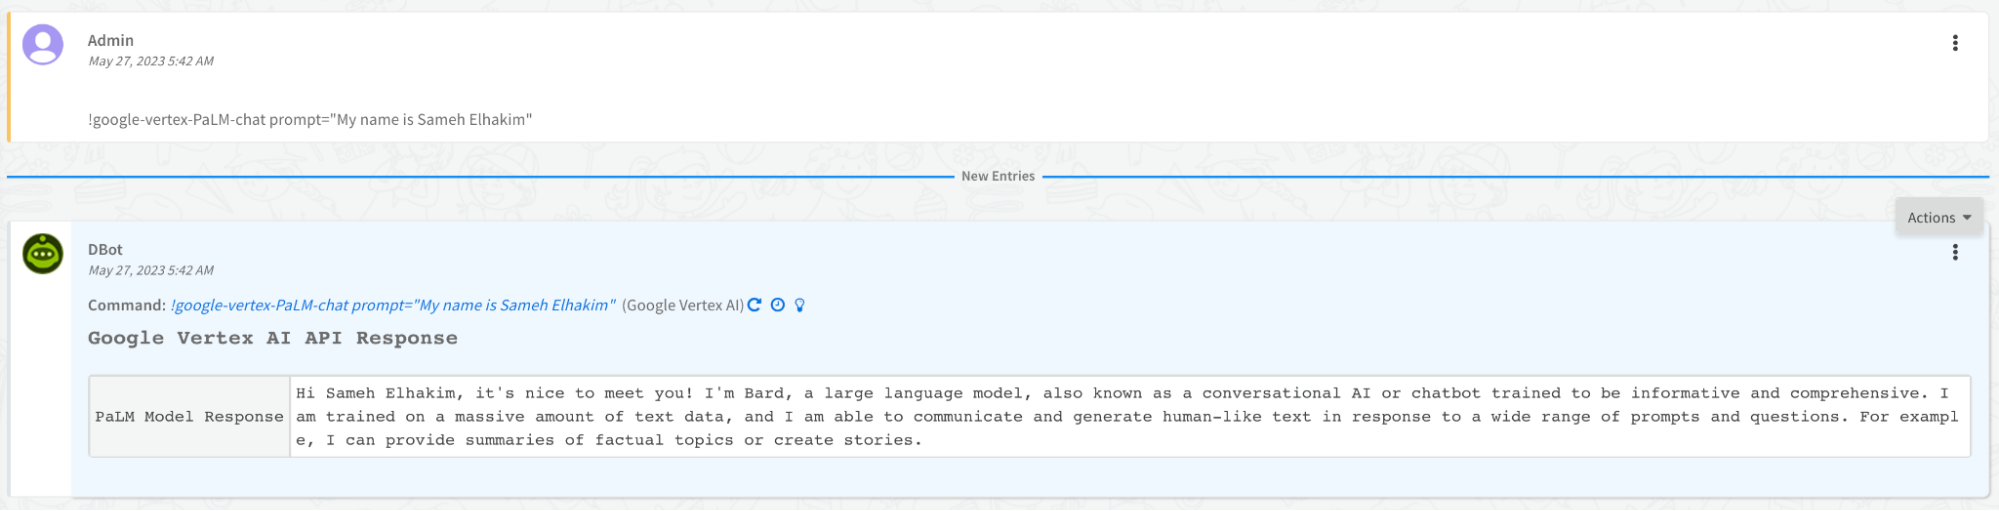 Admin
May 27, 2023 5:42 AM
!google-vertex-PaLM-chat prompt="My name is Sameh Elhakim"
New Entries
Actions
DBot
May 27, 2023 5:42 AM
Command: !google-vertex-PaLM-chat prompt="My name is Sameh Elhakim" (Google Vertex AI)
Google Vertex AI API Response
PaLM Model Response
Hi Sameh Elhakim, it's nice to meet you! I'm Bard, a large language model, also known as a conversational AI or chatbot trained to be informative and comprehensive. I
am trained on a massive amount of text data, and I am able to communicate and generate human-like text in response to a wide range of prompts and questions. For exampl
e, I can provide summaries of factual topics or create stories.